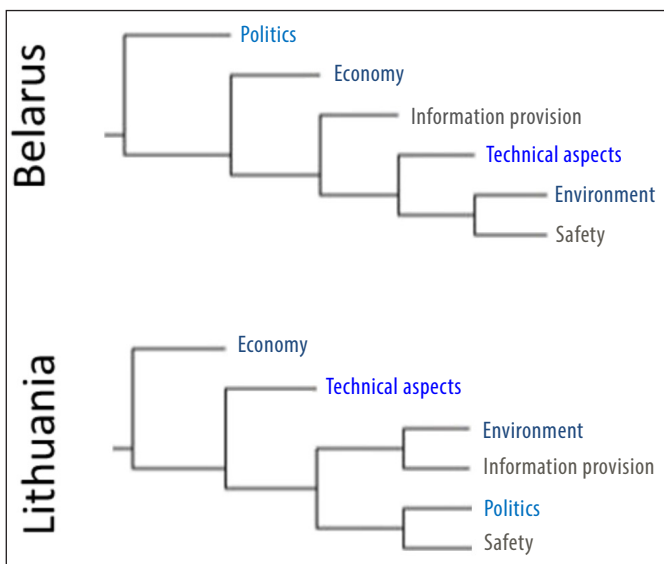 Belarus
Politics
Economy
Information provision
Technical aspects
Environment
Safety
Lithuania
Economy
Technical aspects
Environment
Information provision
Politics
Safety